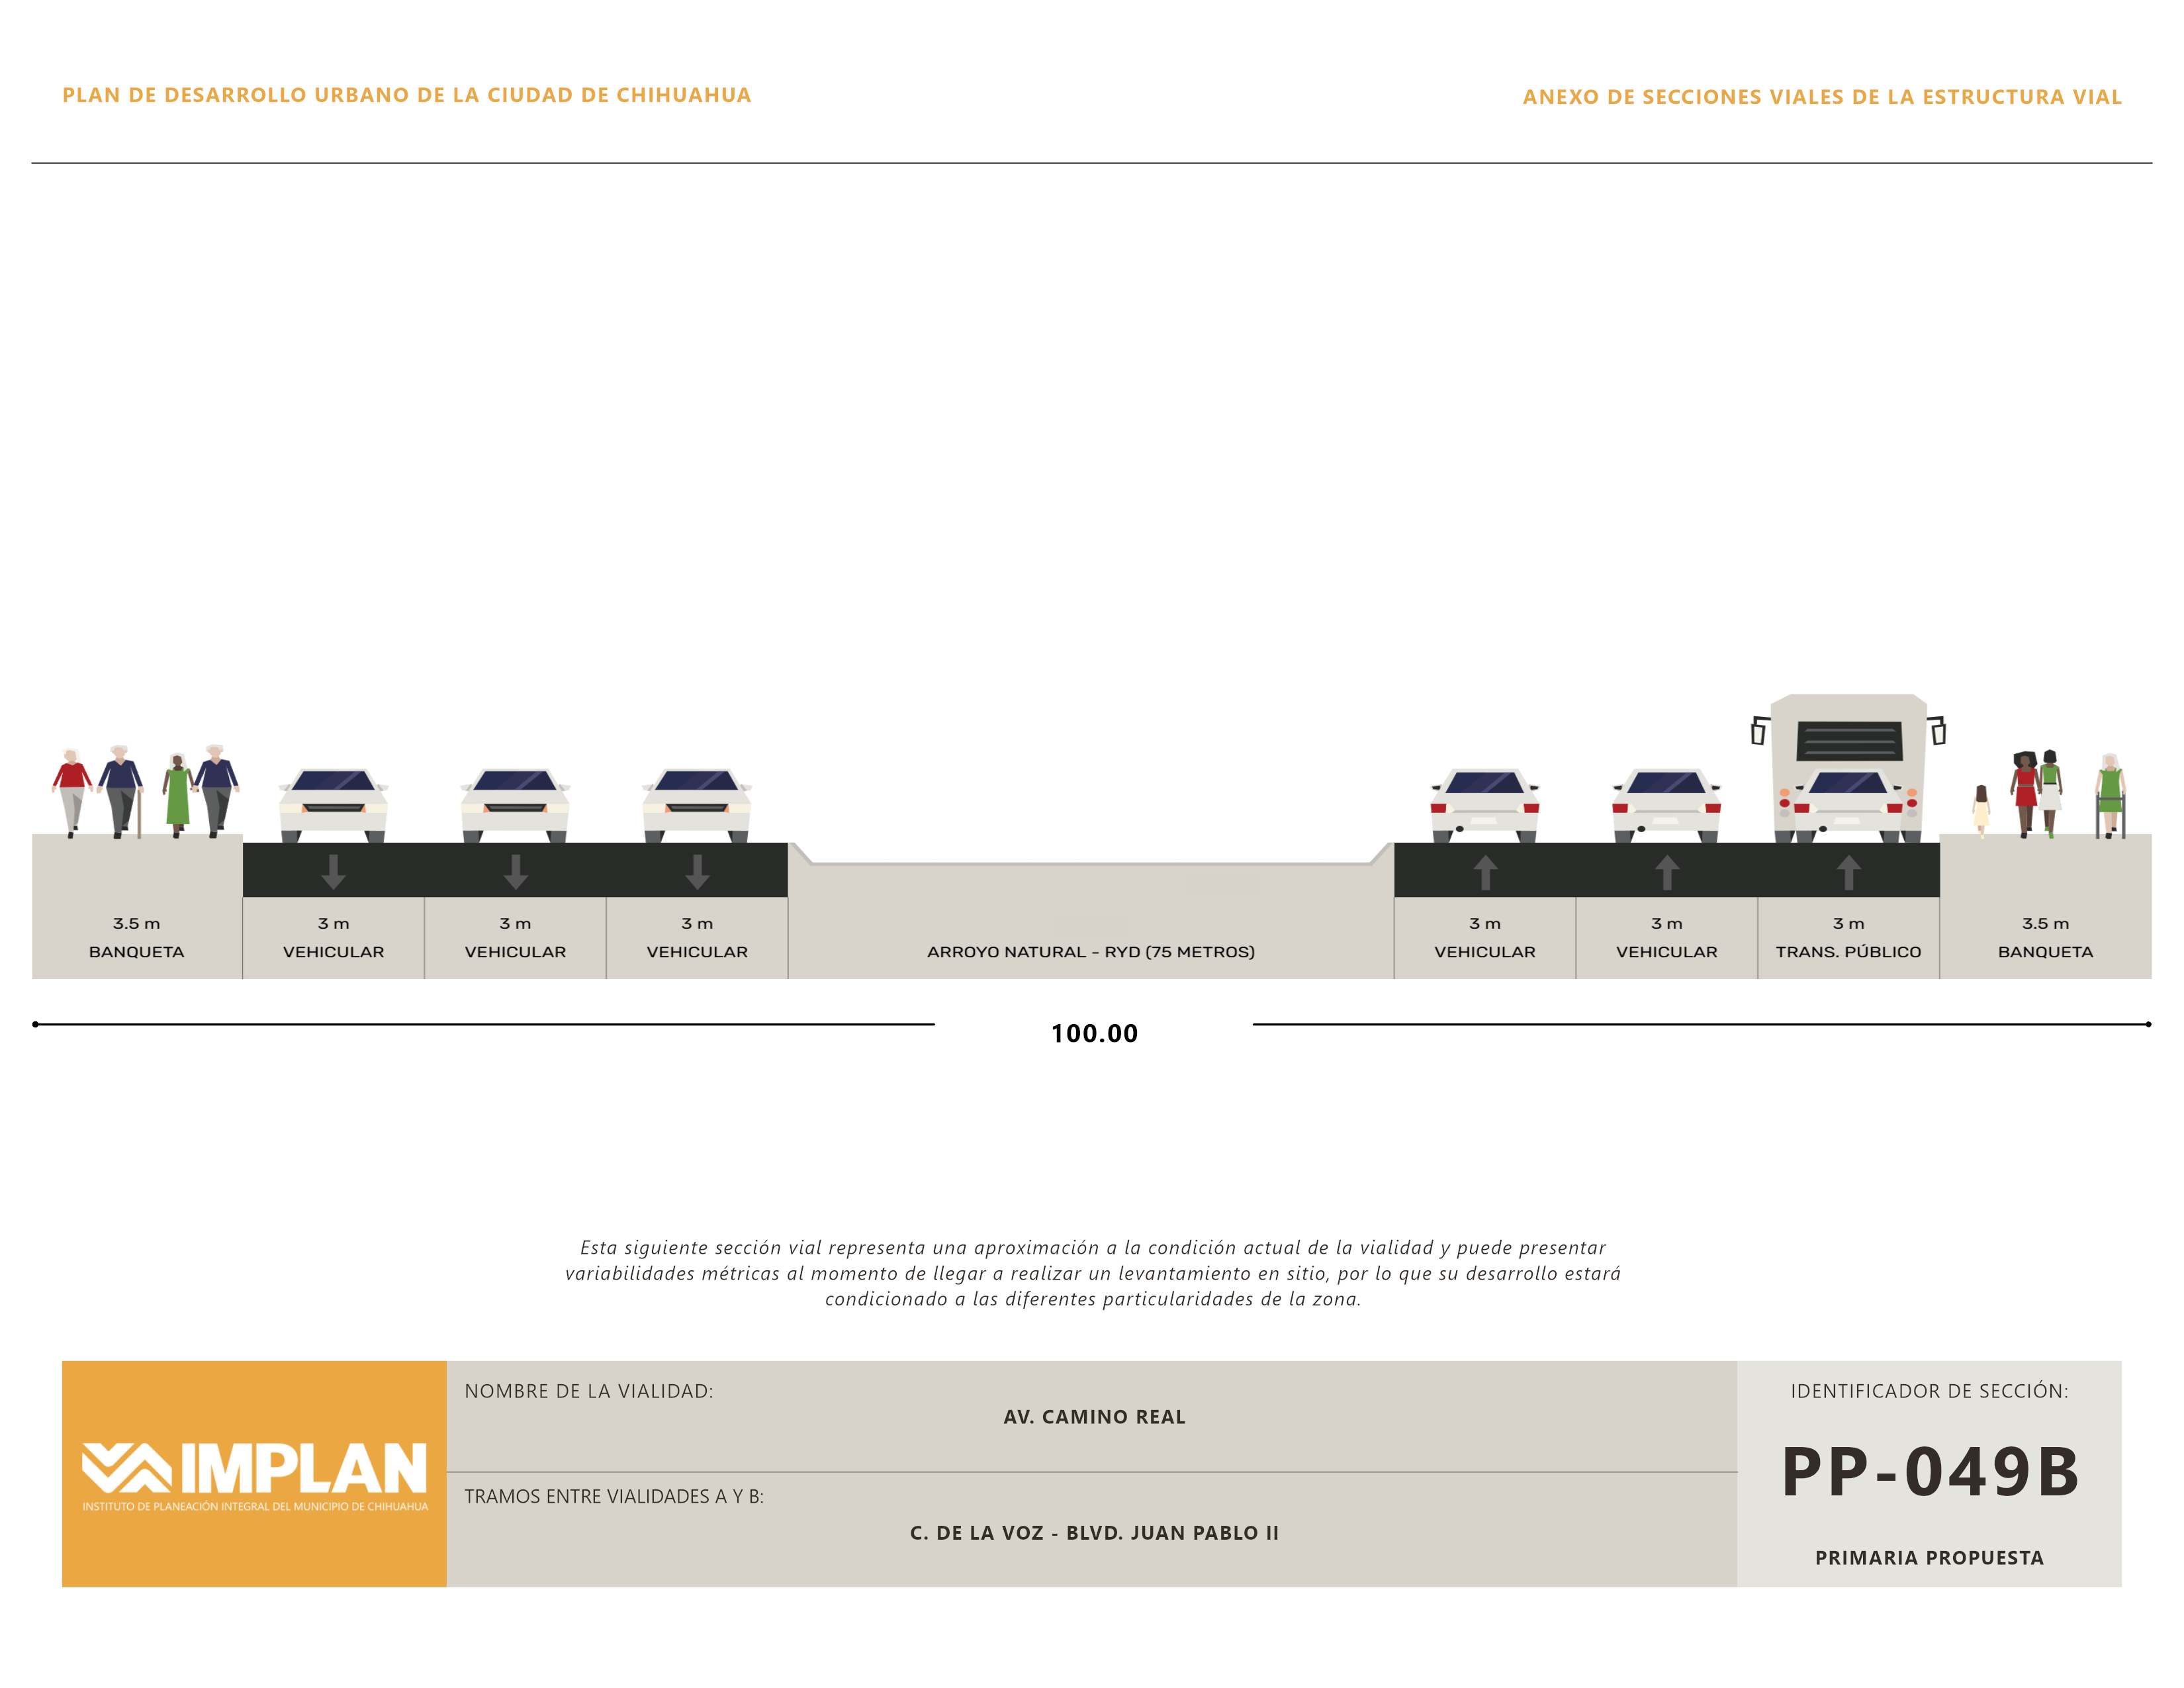 PLAN DE DESARROLLO URBANO DE LA CIUDAD DE CHIHUAHUA
ANEXO DE SECCIONES VIALES DE LA ESTRUCTURA VIAL
3.5 m
BANQUETA
3 m
VEHICULAR
3 m
VEHICULAR
3 m
VEHICULAR
ARROYO NATURAL - RYD (75 METROS)
3 m
VEHICULAR
3 m
VEHICULAR
3 m
TRANS. PÚBLICO
3.5 m
BANQUETA
100.00
Esta siguiente sección vial representa una aproximación a la condición actual de la vialidad y puede presentar
variabilidades métricas al momento de llegar a realizar un levantamiento en sitio, por lo que su desarrollo estará
condicionado a las diferentes particularidades de la zona.
IMPLAN
INSTITUTO DE PLANEACIÓN INTEGRAL DEL MUNICIPIO DE CHIHUAHUA
NOMBRE DE LA VIALIDAD:
AV. CAMINO REAL
TRAMOS ENTRE VIALIDADES A Y B:
C. DE LA VOZ - BLVD. JUAN PABLO II
IDENTIFICADOR DE SECCIÓN:
PP-049B
PRIMARIA PROPUESTA